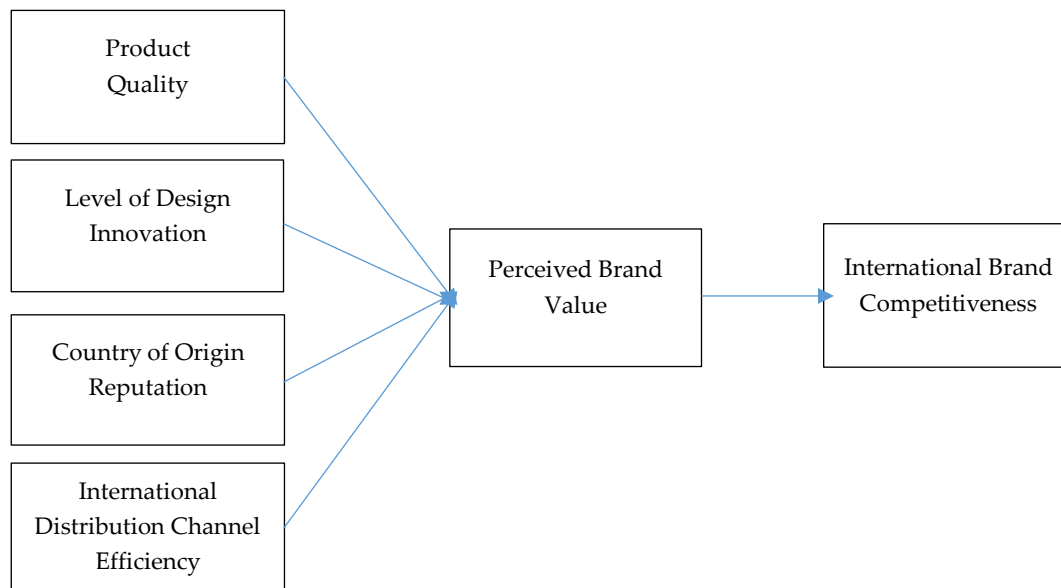 Product
Quality
Level of Design
Innovation
Country of Origin
Reputation
International
Distribution Channel
Efficiency
Perceived Brand
Value
International Brand
Competitiveness